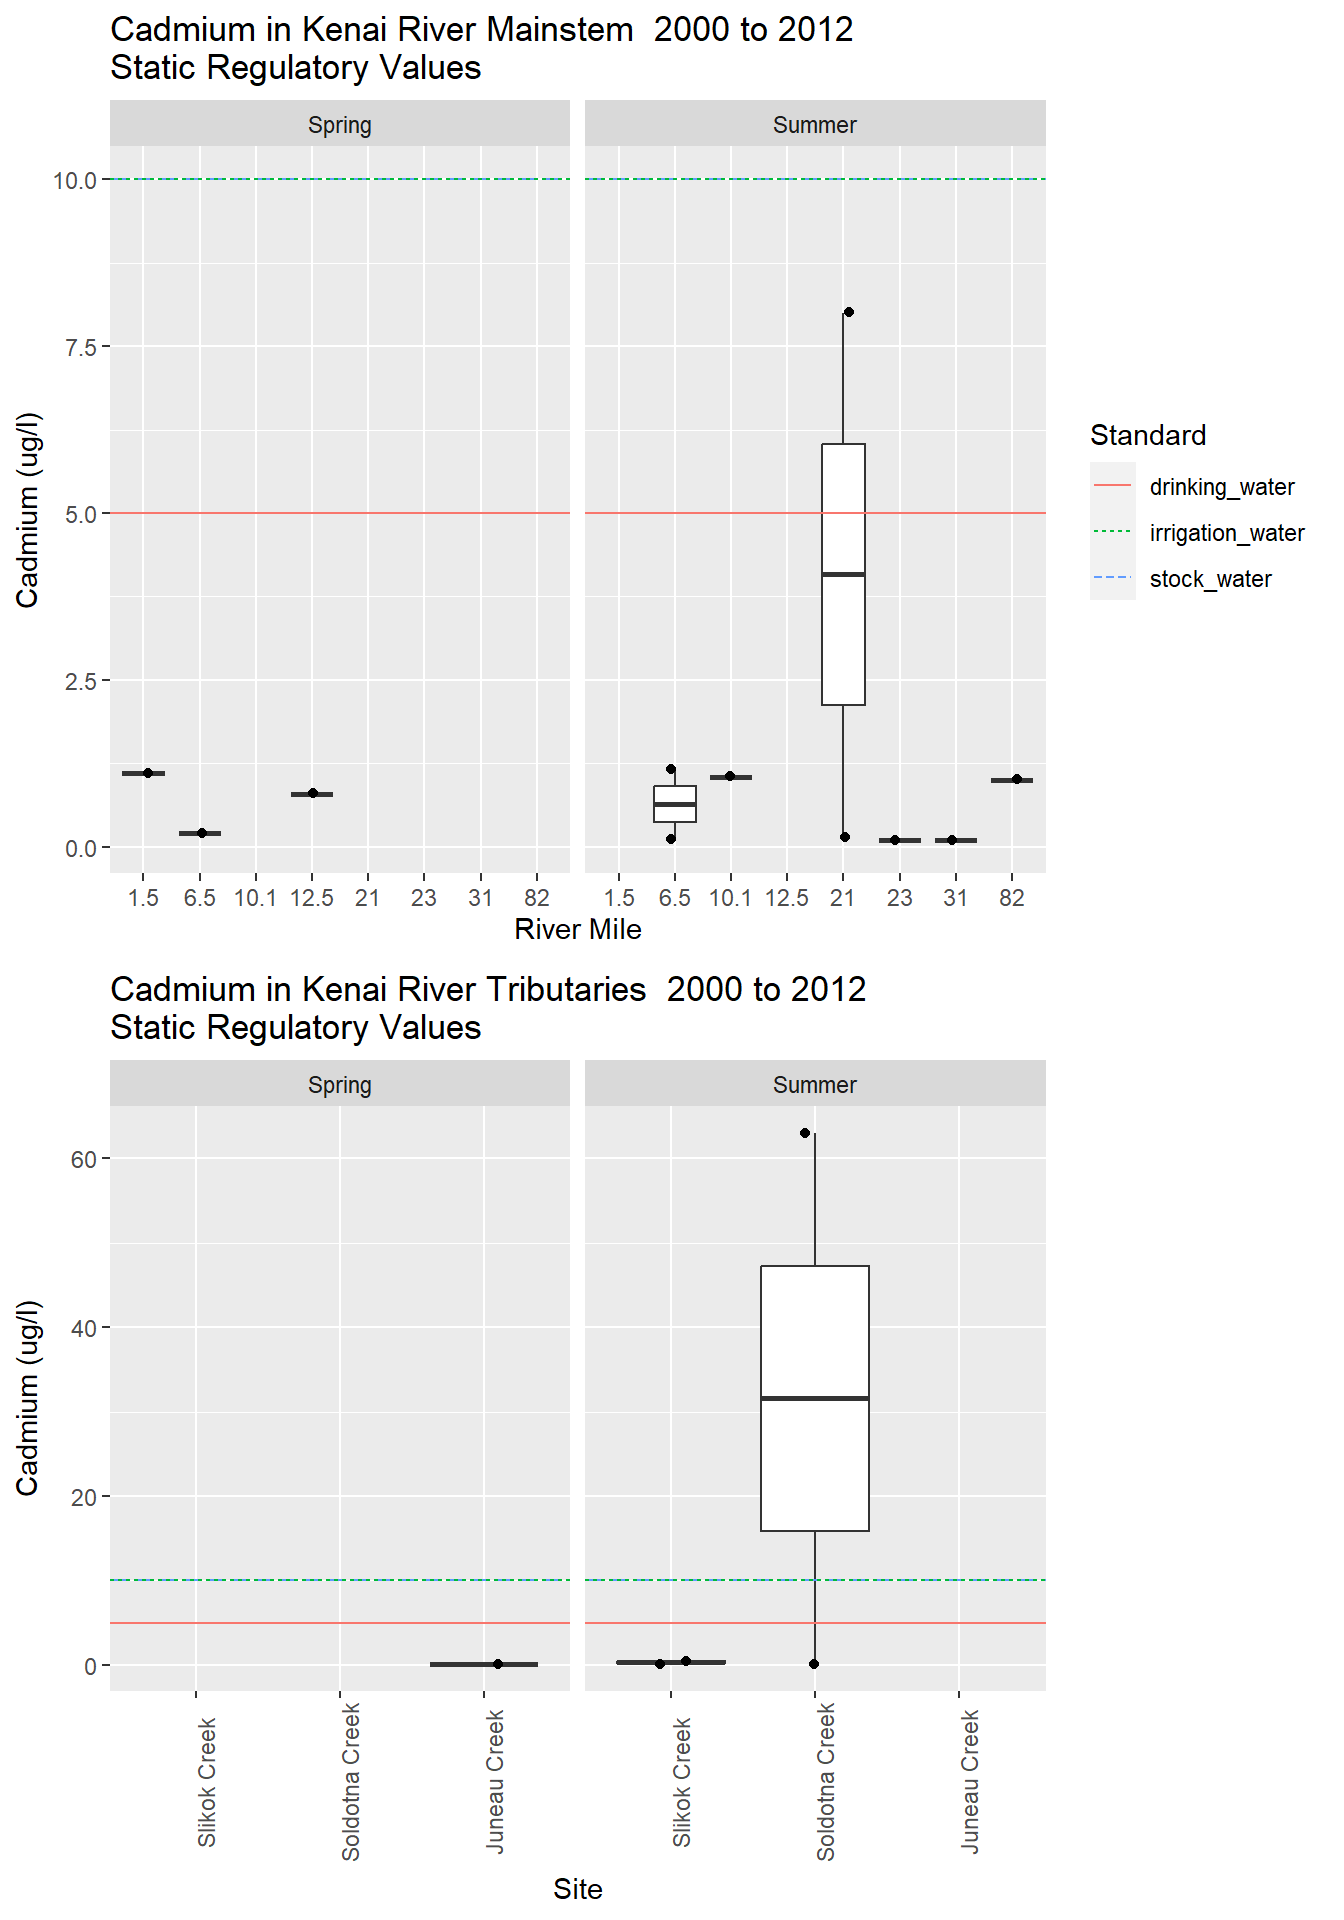 Cadmium in Kenai River Mainstem  2000 to 2012
Static Regulatory Values
Spring
Summer
10.0
7.5
5.0
2.5
0.0
Cadmium (ug/l)
1.5 6.5 10.1 12.5 21 23 31 82
1.5 6.5 10.1 12.5 21 23 31 82
River Mile
Standard
drinking_water
irrigation_water
stock_water
Cadmium in Kenai River Tributaries  2000 to 2012
Static Regulatory Values
Spring
Summer
60
40
20
0
Cadmium (ug/l)
Slikok Creek
Soldotna Creek
Juneau Creek
Slikok Creek
Soldotna Creek
Juneau Creek
Site